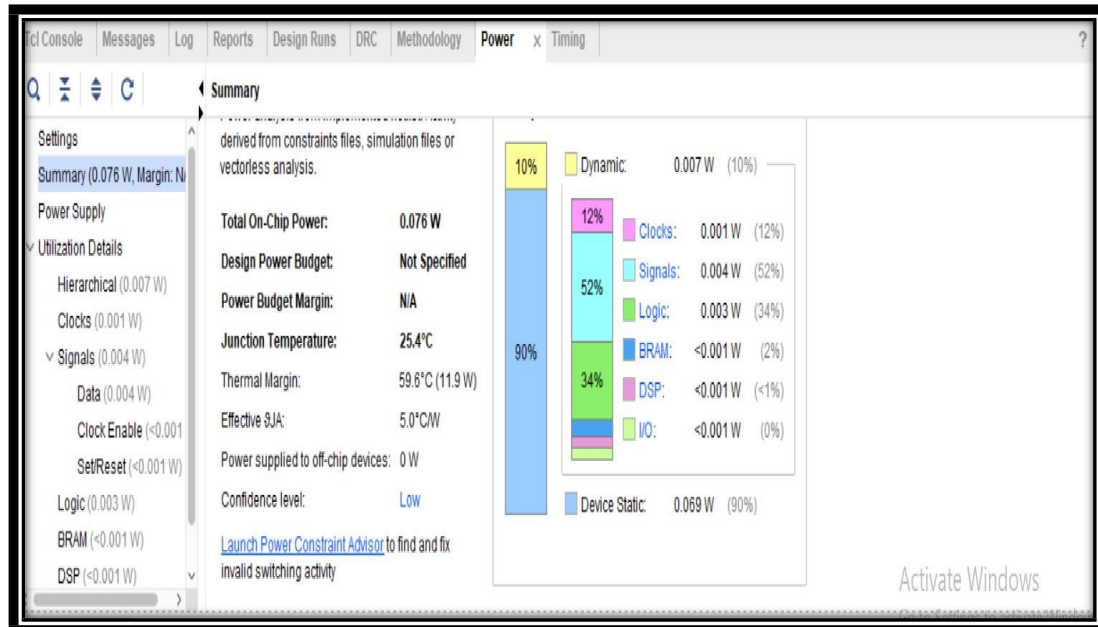 Tcl Console Messages Log Reports Design Runs DRC Methodology Power x Timing ?
Summary
Settings
Summary (0.076 W, Margin: N/
Power Supply
Utilization Details
Hierarchical (0.007 W)
Clocks (0.001 W)
Signals (0.004 W)
Data (0.004 W)
Clock Enable (<0.001
Set/Reset (<0.001 W)
Logic (0.003 W)
BRAM (<0.001 W)
DSP (<0.001 W)
derived from constraints files, simulation files or
vectorless analysis.
Total On-Chip Power: 0.076 W
Design Power Budget: Not Specified
Power Budget Margin: N/A
Junction Temperature: 25.4°C
Thermal Margin: 59.6°C (11.9 W)
Effective ϑJA: 5.0°C/W
Power supplied to off-chip devices: 0 W
Confidence level: Low
Launch Power Constraint Advisor to find and fix
invalid switching activity
10% Dynamic: 0.007 W (10%)
12% Clocks: 0.001 W (12%)
52% Signals: 0.004 W (52%)
34% Logic: 0.003 W (34%)
BRAM: <0.001 W (2%)
DSP: <0.001 W (<1%)
I/O: <0.001 W (0%)
90% Device Static: 0.069 W (90%)
Activate Windows